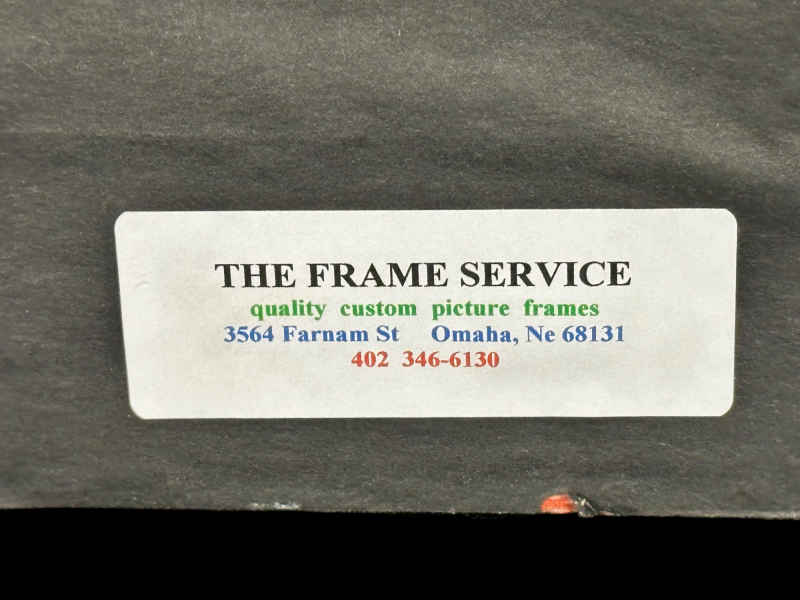 THE FRAME SERVICE
quality custom picture frames
3564 Farnam St Omaha, Ne 68131
402 346-6130